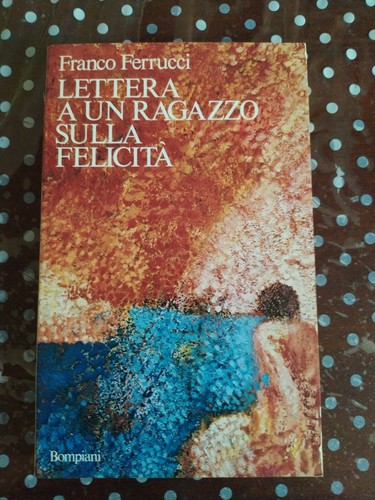 Franco Ferrucci
LETTERA
A UN RAGAZZO
SULLA
FELICITÀ
Bompiani